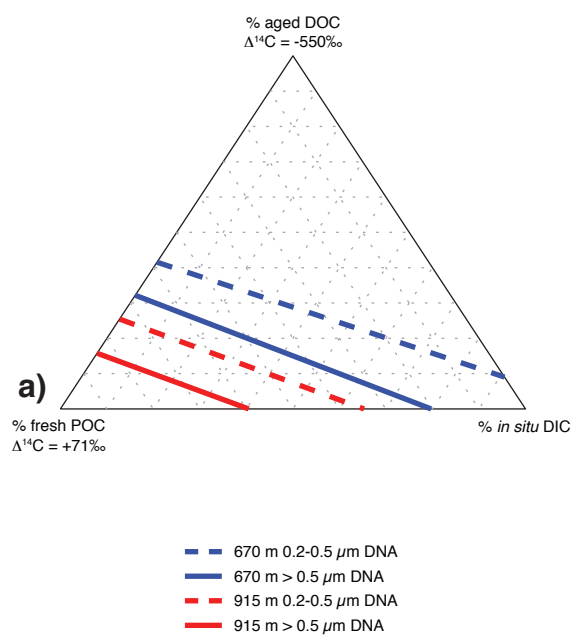 % aged DOC
Δ¹⁴C = -550‰
a)
% fresh POC
Δ¹⁴C = +71‰
% in situ DIC
670 m 0.2-0.5 µm DNA
670 m > 0.5 µm DNA
915 m 0.2-0.5 µm DNA
915 m > 0.5 µm DNA